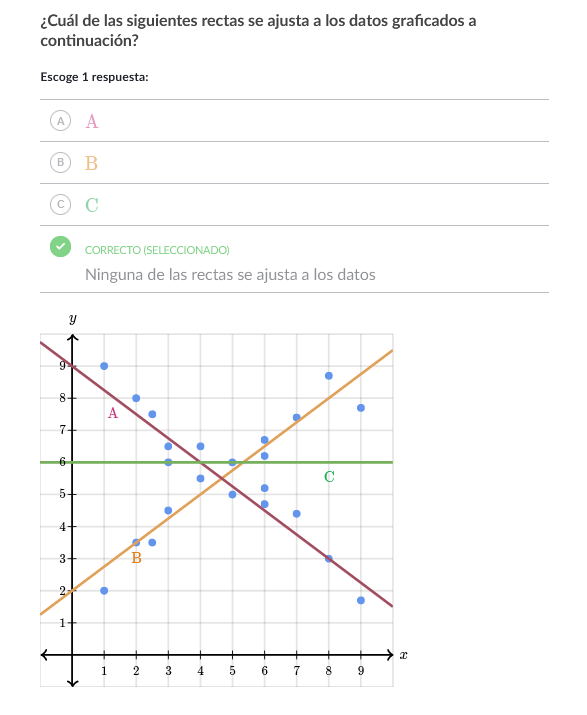 ¿Cuál de las siguientes rectas se ajusta a los datos graficados a
continuación?
Escoge 1 respuesta:
A A
B B
C C
CORRECTO (SELECCIONADO)
Ninguna de las rectas se ajusta a los datos
y
9
8
A
7
6
C
5
4
B
3
2
1
x
1 2 3 4 5 6 7 8 9